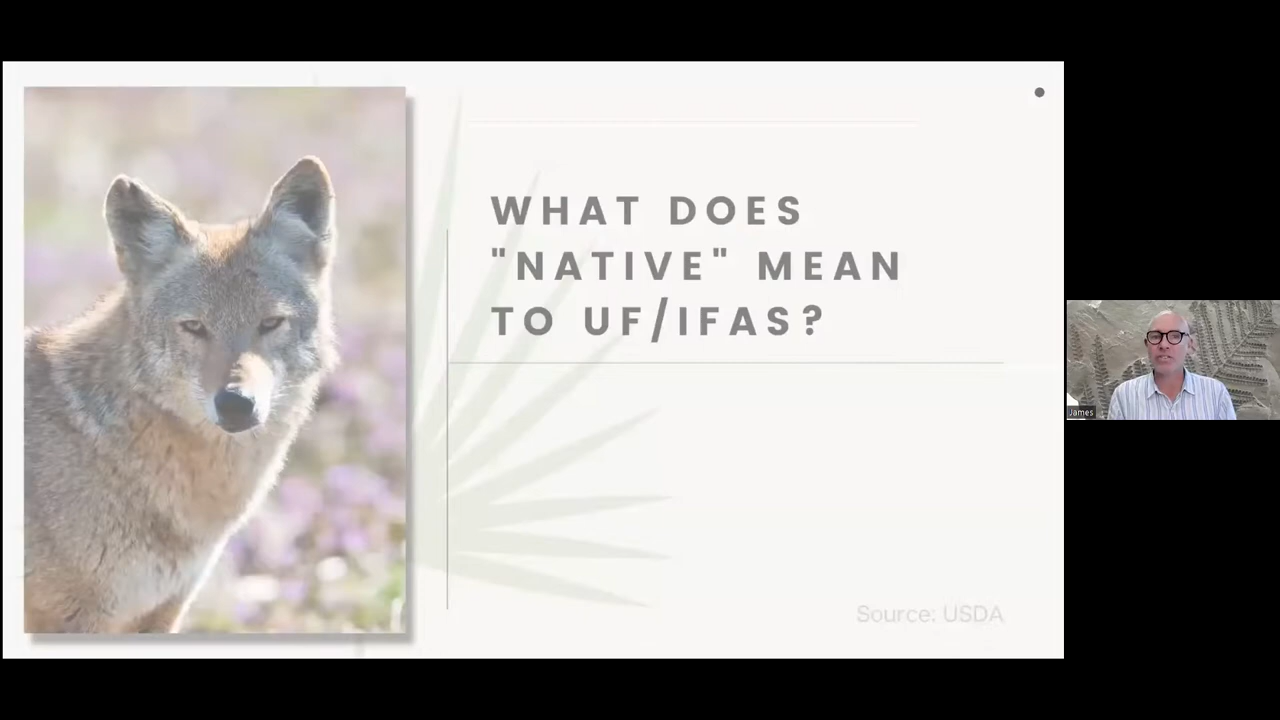 WHAT DOES
"NATIVE" MEAN
TO UF/IFAS?
Source: USDA
James